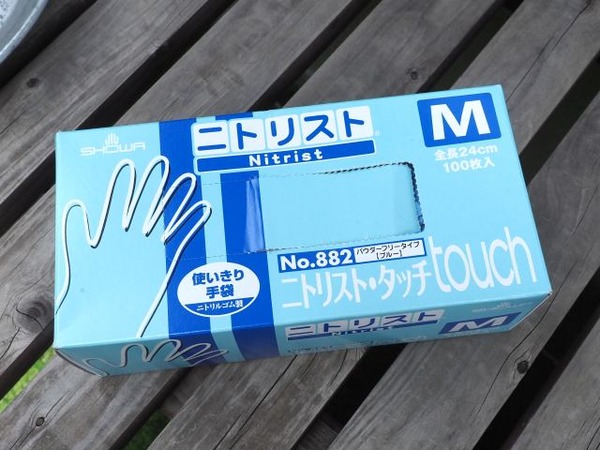 SHOWA
ニトリスト
Nitrist
M
全長24cm
100枚入
No.882 パウダーフリータイプ
[ブルー]
ニトリスト・タッチ touch
使いきり
手袋
ニトリルゴム製
ニトリスト
Nitrist
M